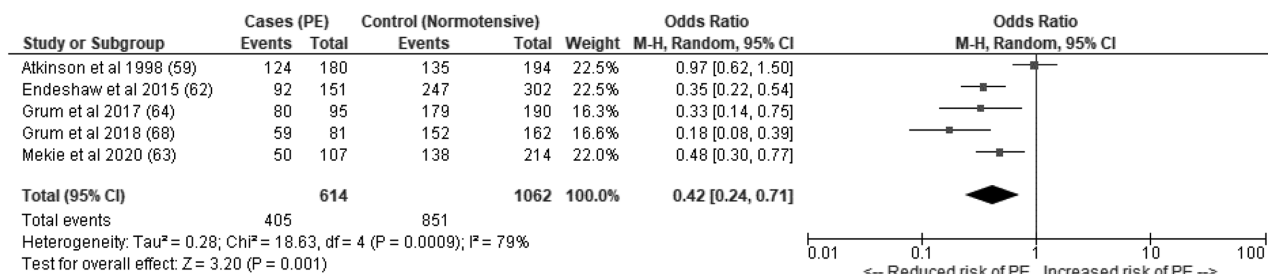 Cases (PE) Control (Normotensive) Odds Ratio Odds Ratio
Study or Subgroup Events Total Events Total Weight M-H, Random, 95% CI M-H, Random, 95% CI
Atkinson et al 1998 (59) 124 180 135 194 22.5% 0.97 [0.62, 1.50]
Endeshaw et al 2015 (62) 92 151 247 302 22.5% 0.35 [0.22, 0.54]
Grum et al 2017 (64) 80 95 179 190 16.3% 0.33 [0.14, 0.75]
Grum et al 2018 (68) 59 81 152 162 16.6% 0.18 [0.08, 0.39]
Mekie et al 2020 (63) 50 107 138 214 22.0% 0.48 [0.30, 0.77]
Total (95% CI) 614 1062 100.0% 0.42 [0.24, 0.71]
Total events 405 851
Heterogeneity: Tau² = 0.28; Chi² = 18.63, df = 4 (P = 0.0009); I² = 79%
Test for overall effect: Z = 3.20 (P = 0.001)
0.01 0.1 1 10 100
<-- Reduced risk of PE Increased risk of PE -->